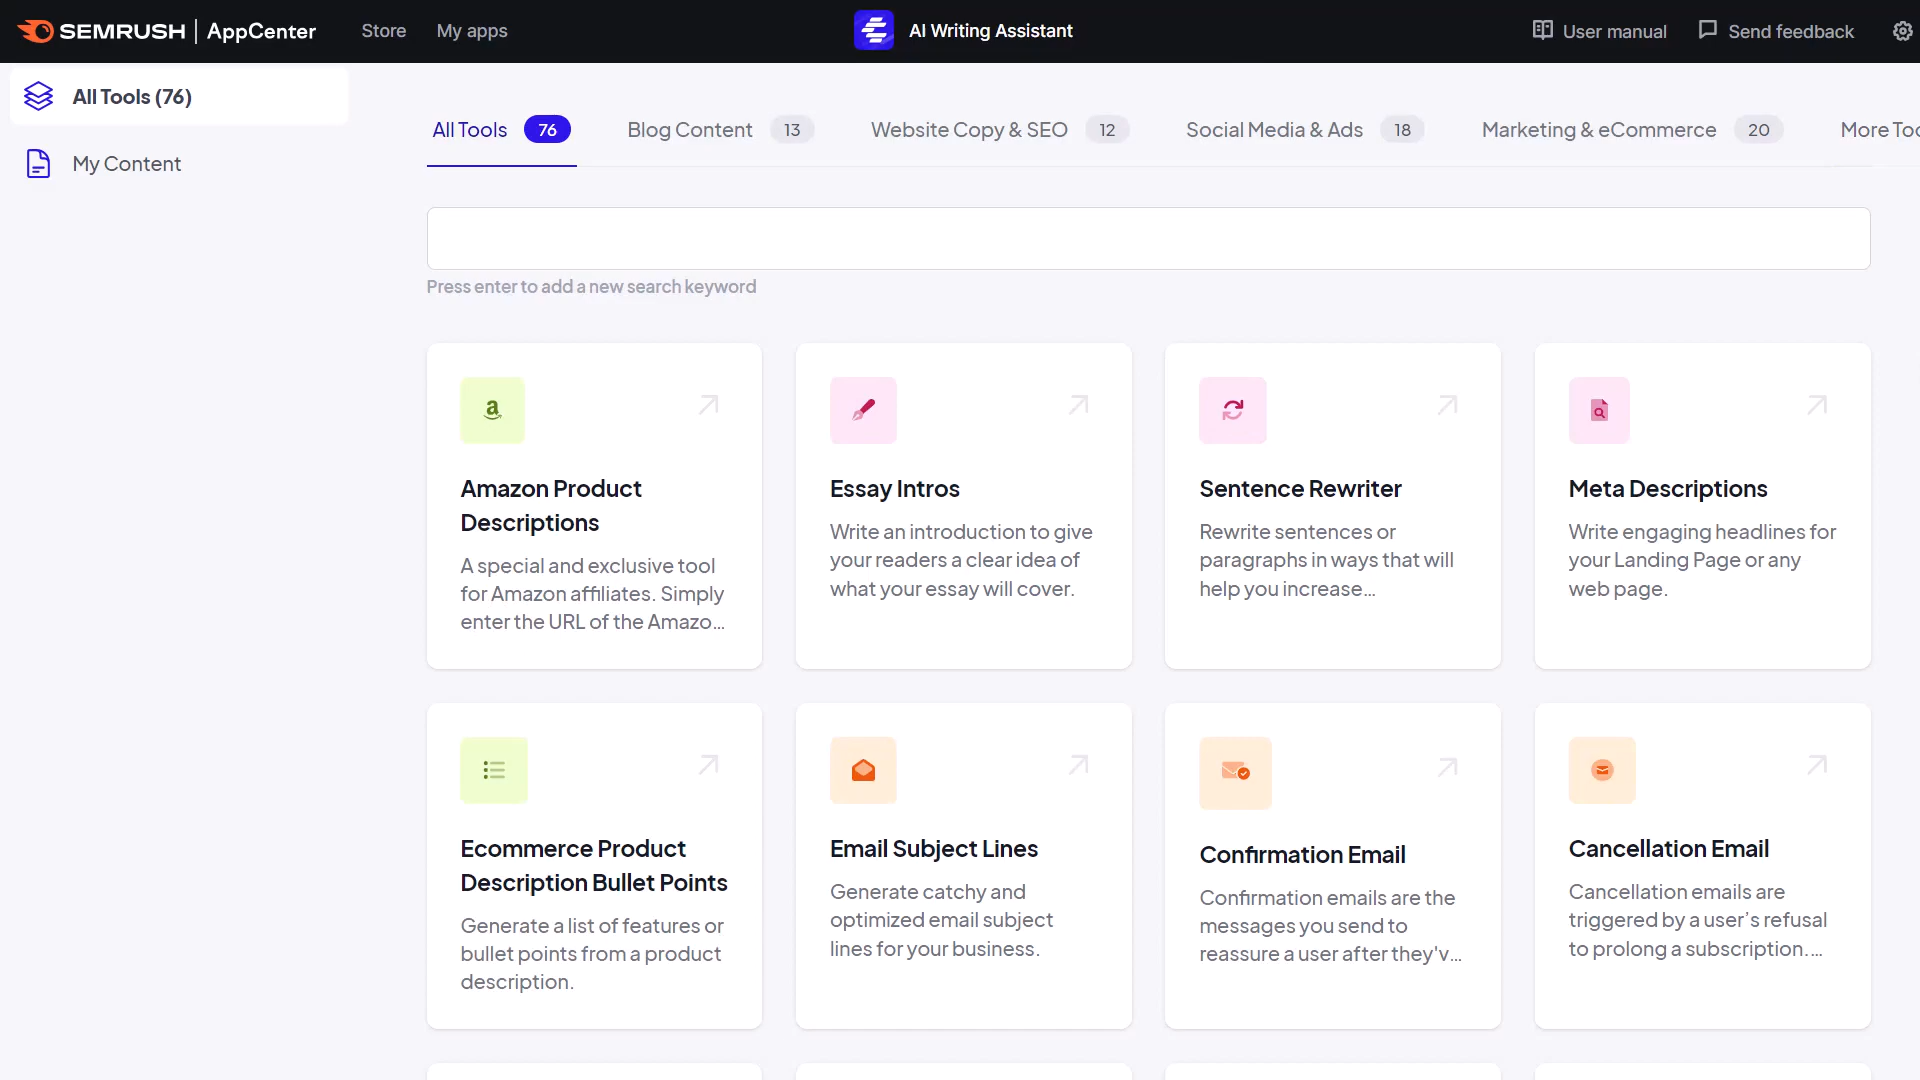 SEMRUSH AppCenter Store My apps AI Writing Assistant User manual Send feedback
All Tools (76)
My Content
All Tools 76 Blog Content 13 Website Copy & SEO 12 Social Media & Ads 18 Marketing & eCommerce 20 More Too
Press enter to add a new search keyword
Amazon Product
Descriptions
A special and exclusive tool
for Amazon affiliates. Simply
enter the URL of the Amazo...
Essay Intros
Write an introduction to give
your readers a clear idea of
what your essay will cover.
Sentence Rewriter
Rewrite sentences or
paragraphs in ways that will
help you increase...
Meta Descriptions
Write engaging headlines for
your Landing Page or any
web page.
Ecommerce Product
Description Bullet Points
Generate a list of features or
bullet points from a product
description.
Email Subject Lines
Generate catchy and
optimized email subject
lines for your business.
Confirmation Email
Confirmation emails are the
messages you send to
reassure a user after they'v...
Cancellation Email
Cancellation emails are
triggered by a user’s refusal
to prolong a subscription....